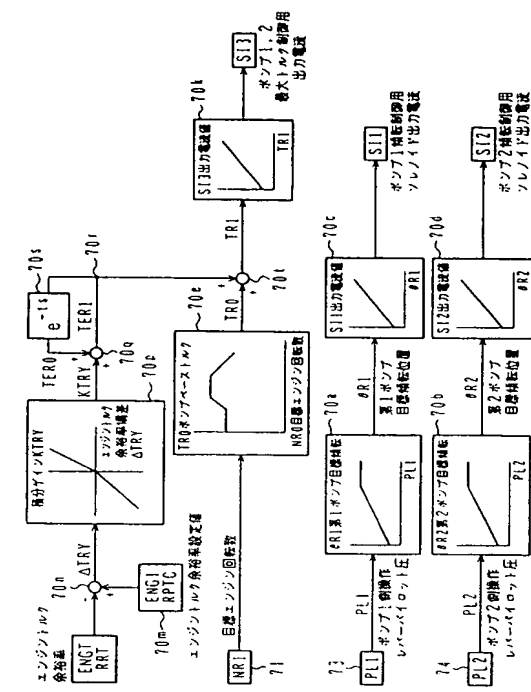 エンジントルク
余裕率
ENGT
RRT
70n
ΔTRY
ENGT
RPTC
70m
エンジントルク余裕率設定値
積分ゲインKTRY
エンジントルク
余裕率偏差
ΔTRY
70p
KTRY
70q
TER0
70s
e^-1s
TER1
70r
NR1
71
目標エンジン回転数
TR0ポンプベーストルク
NR0目標エンジン回転数
70e
TR0
70t
TR1
SI3出力電流値
TR1
70k
SI3
ポンプ1，2
最大トルク制御用
出力電流
PL1
73
PL1
ポンプ1側操作
レバーパイロット圧
θR1第1ポンプ目標傾転
PL1
70a
θR1
第1ポンプ
目標傾転位置
SI1出力電流値
θR1
70c
SI1
ポンプ1傾転制御用
ソレノイド出力電流
PL2
74
PL2
ポンプ2側操作
レバーパイロット圧
θR2第2ポンプ目標傾転
PL2
70b
θR2
第2ポンプ
目標傾転位置
SI2出力電流値
θR2
70d
SI2
ポンプ2傾転制御用
ソレノイド出力電流